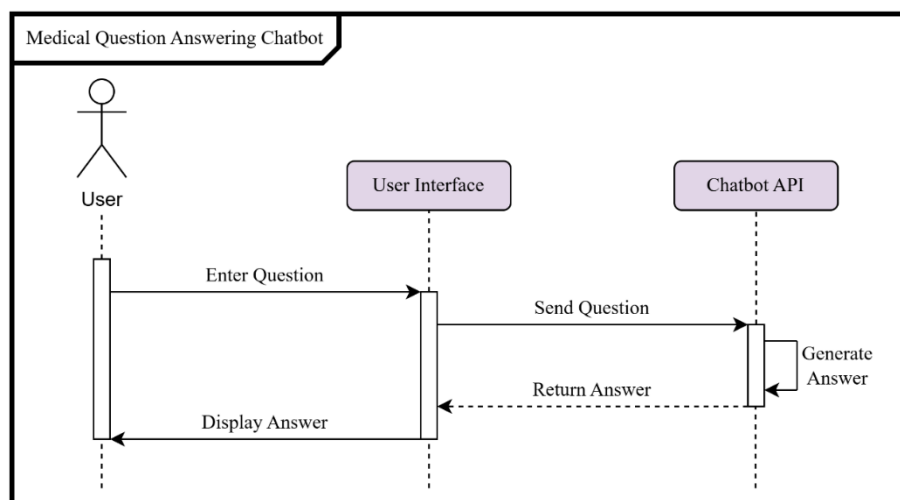 Medical Question Answering Chatbot
User
User Interface
Chatbot API
Enter Question
Send Question
Generate
Answer
Return Answer
Display Answer